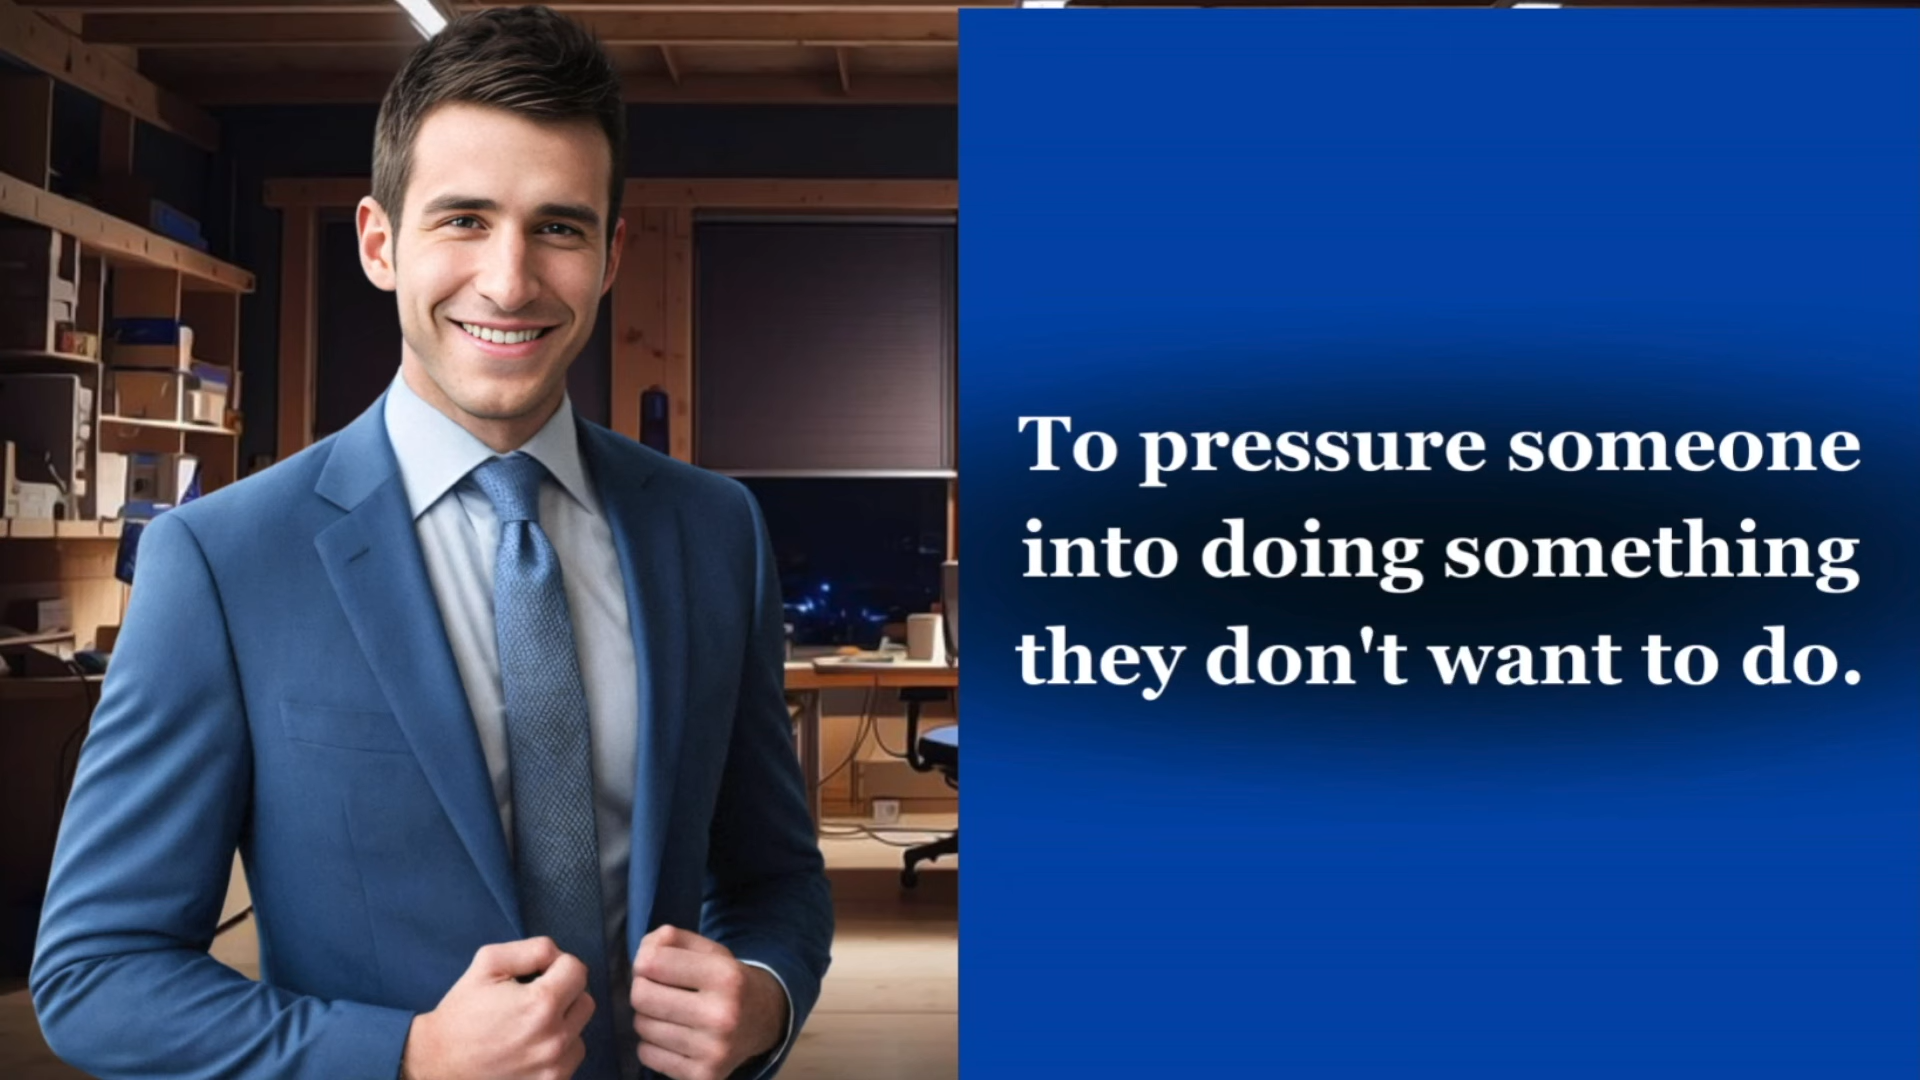 To pressure someone
into doing something
they don't want to do.